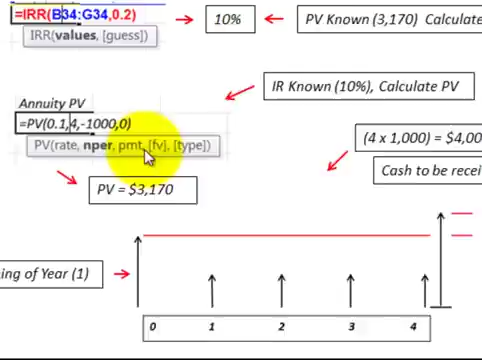 =IRR(B34:G34,0.2)
IRR(values, [guess])
10%
PV Known (3,170) Calculate
IR Known (10%), Calculate PV
Annuity PV
=PV(0.1,4,-1000,0)
PV(rate, nper, pmt, [fv], [type])
(4 x 1,000) = $4,00
Cash to be recei
PV = $3,170
ning of Year (1)
0 1 2 3 4